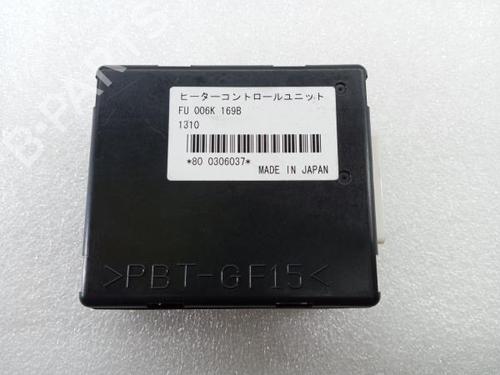 ヒーターコントロールユニット
FU 006K 169B
1310
*80 0306037*
MADE IN JAPAN
>PBT-GF15<
B-PARTS